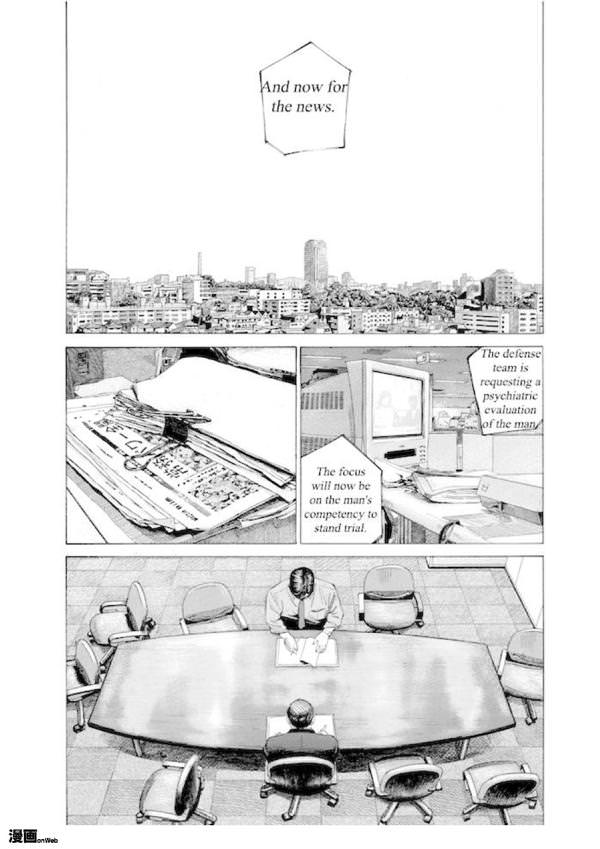 And now for
the news.
The defense
team is
requesting a
psychiatric
evaluation
of the man.
The focus
will now be
on the man's
competency to
stand trial.
漫画onWeb